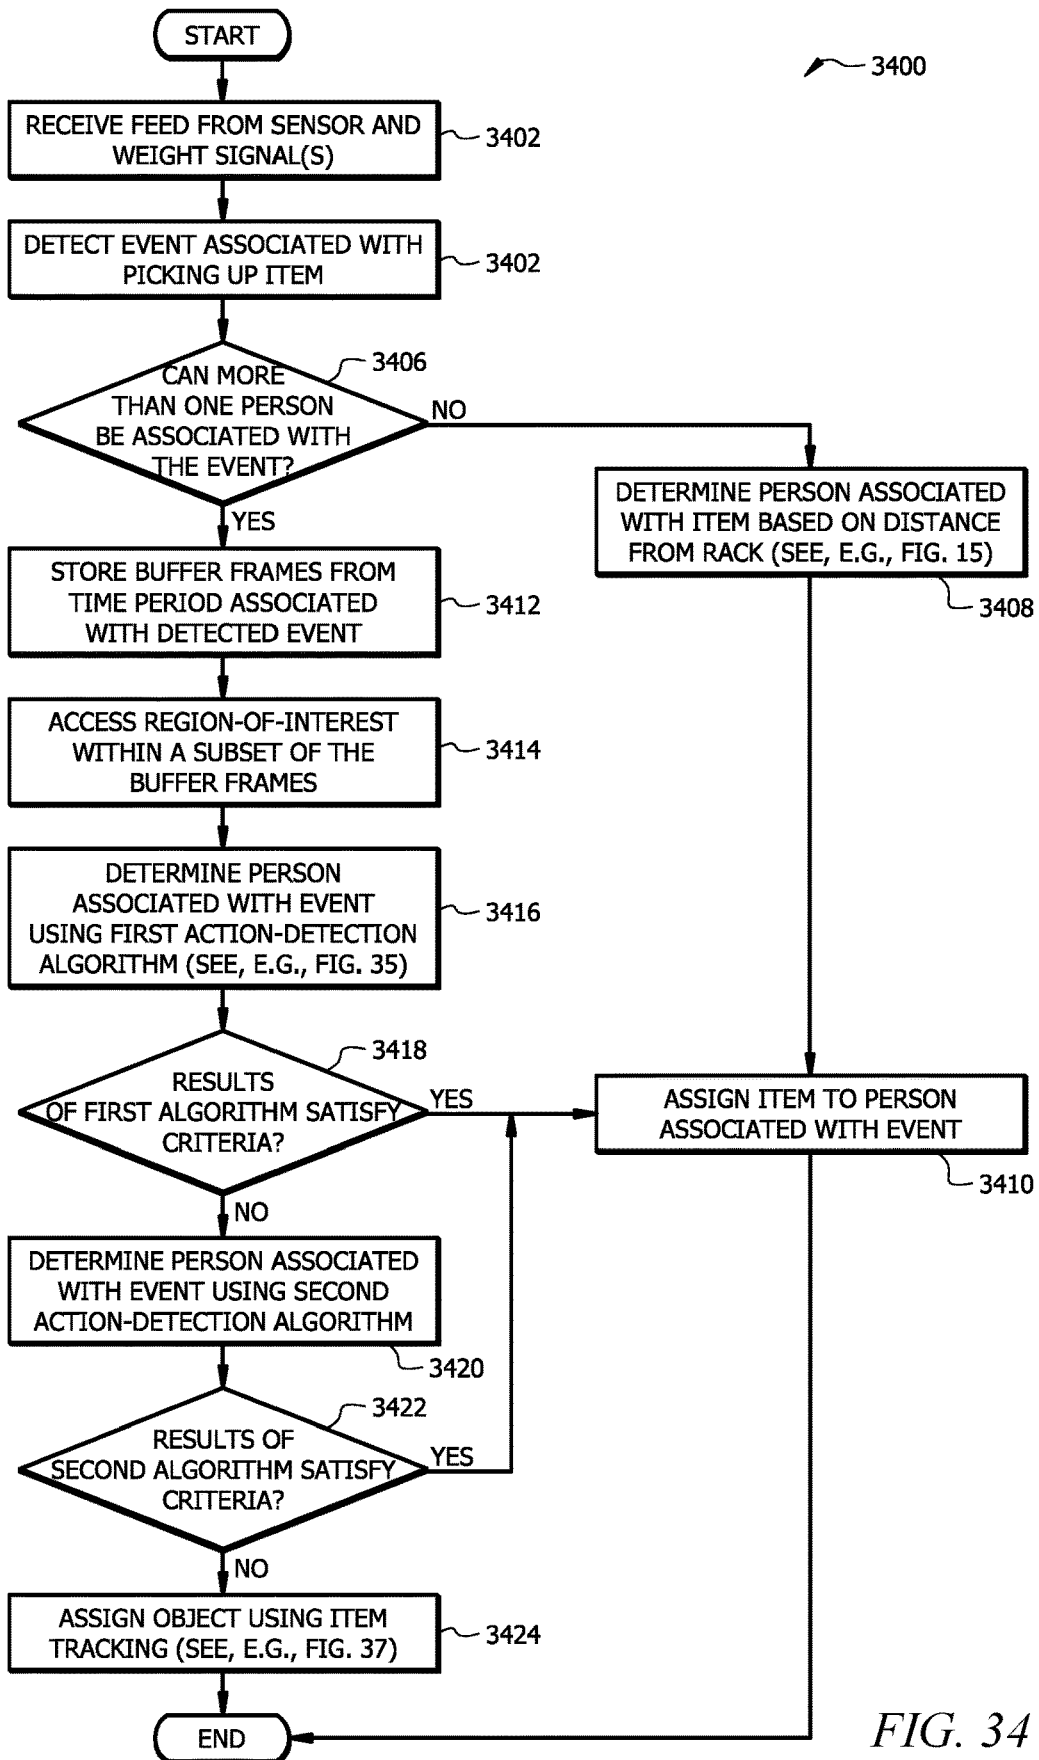 START
3400
RECEIVE FEED FROM SENSOR AND
WEIGHT SIGNAL(S)
3402
DETECT EVENT ASSOCIATED WITH
PICKING UP ITEM
3402
3406
CAN MORE
THAN ONE PERSON
BE ASSOCIATED WITH
THE EVENT?
NO
YES
DETERMINE PERSON ASSOCIATED
WITH ITEM BASED ON DISTANCE
FROM RACK (SEE, E.G., FIG. 15)
3408
STORE BUFFER FRAMES FROM
TIME PERIOD ASSOCIATED
WITH DETECTED EVENT
3412
ACCESS REGION-OF-INTEREST
WITHIN A SUBSET OF THE
BUFFER FRAMES
3414
DETERMINE PERSON
ASSOCIATED WITH EVENT
USING FIRST ACTION-DETECTION
ALGORITHM (SEE, E.G., FIG. 35)
3416
3418
RESULTS
OF FIRST ALGORITHM SATISFY
CRITERIA?
YES
NO
ASSIGN ITEM TO PERSON
ASSOCIATED WITH EVENT
3410
DETERMINE PERSON ASSOCIATED
WITH EVENT USING SECOND
ACTION-DETECTION ALGORITHM
3420
3422
RESULTS OF
SECOND ALGORITHM SATISFY
CRITERIA?
YES
NO
ASSIGN OBJECT USING ITEM
TRACKING (SEE, E.G., FIG. 37)
3424
END
FIG. 34